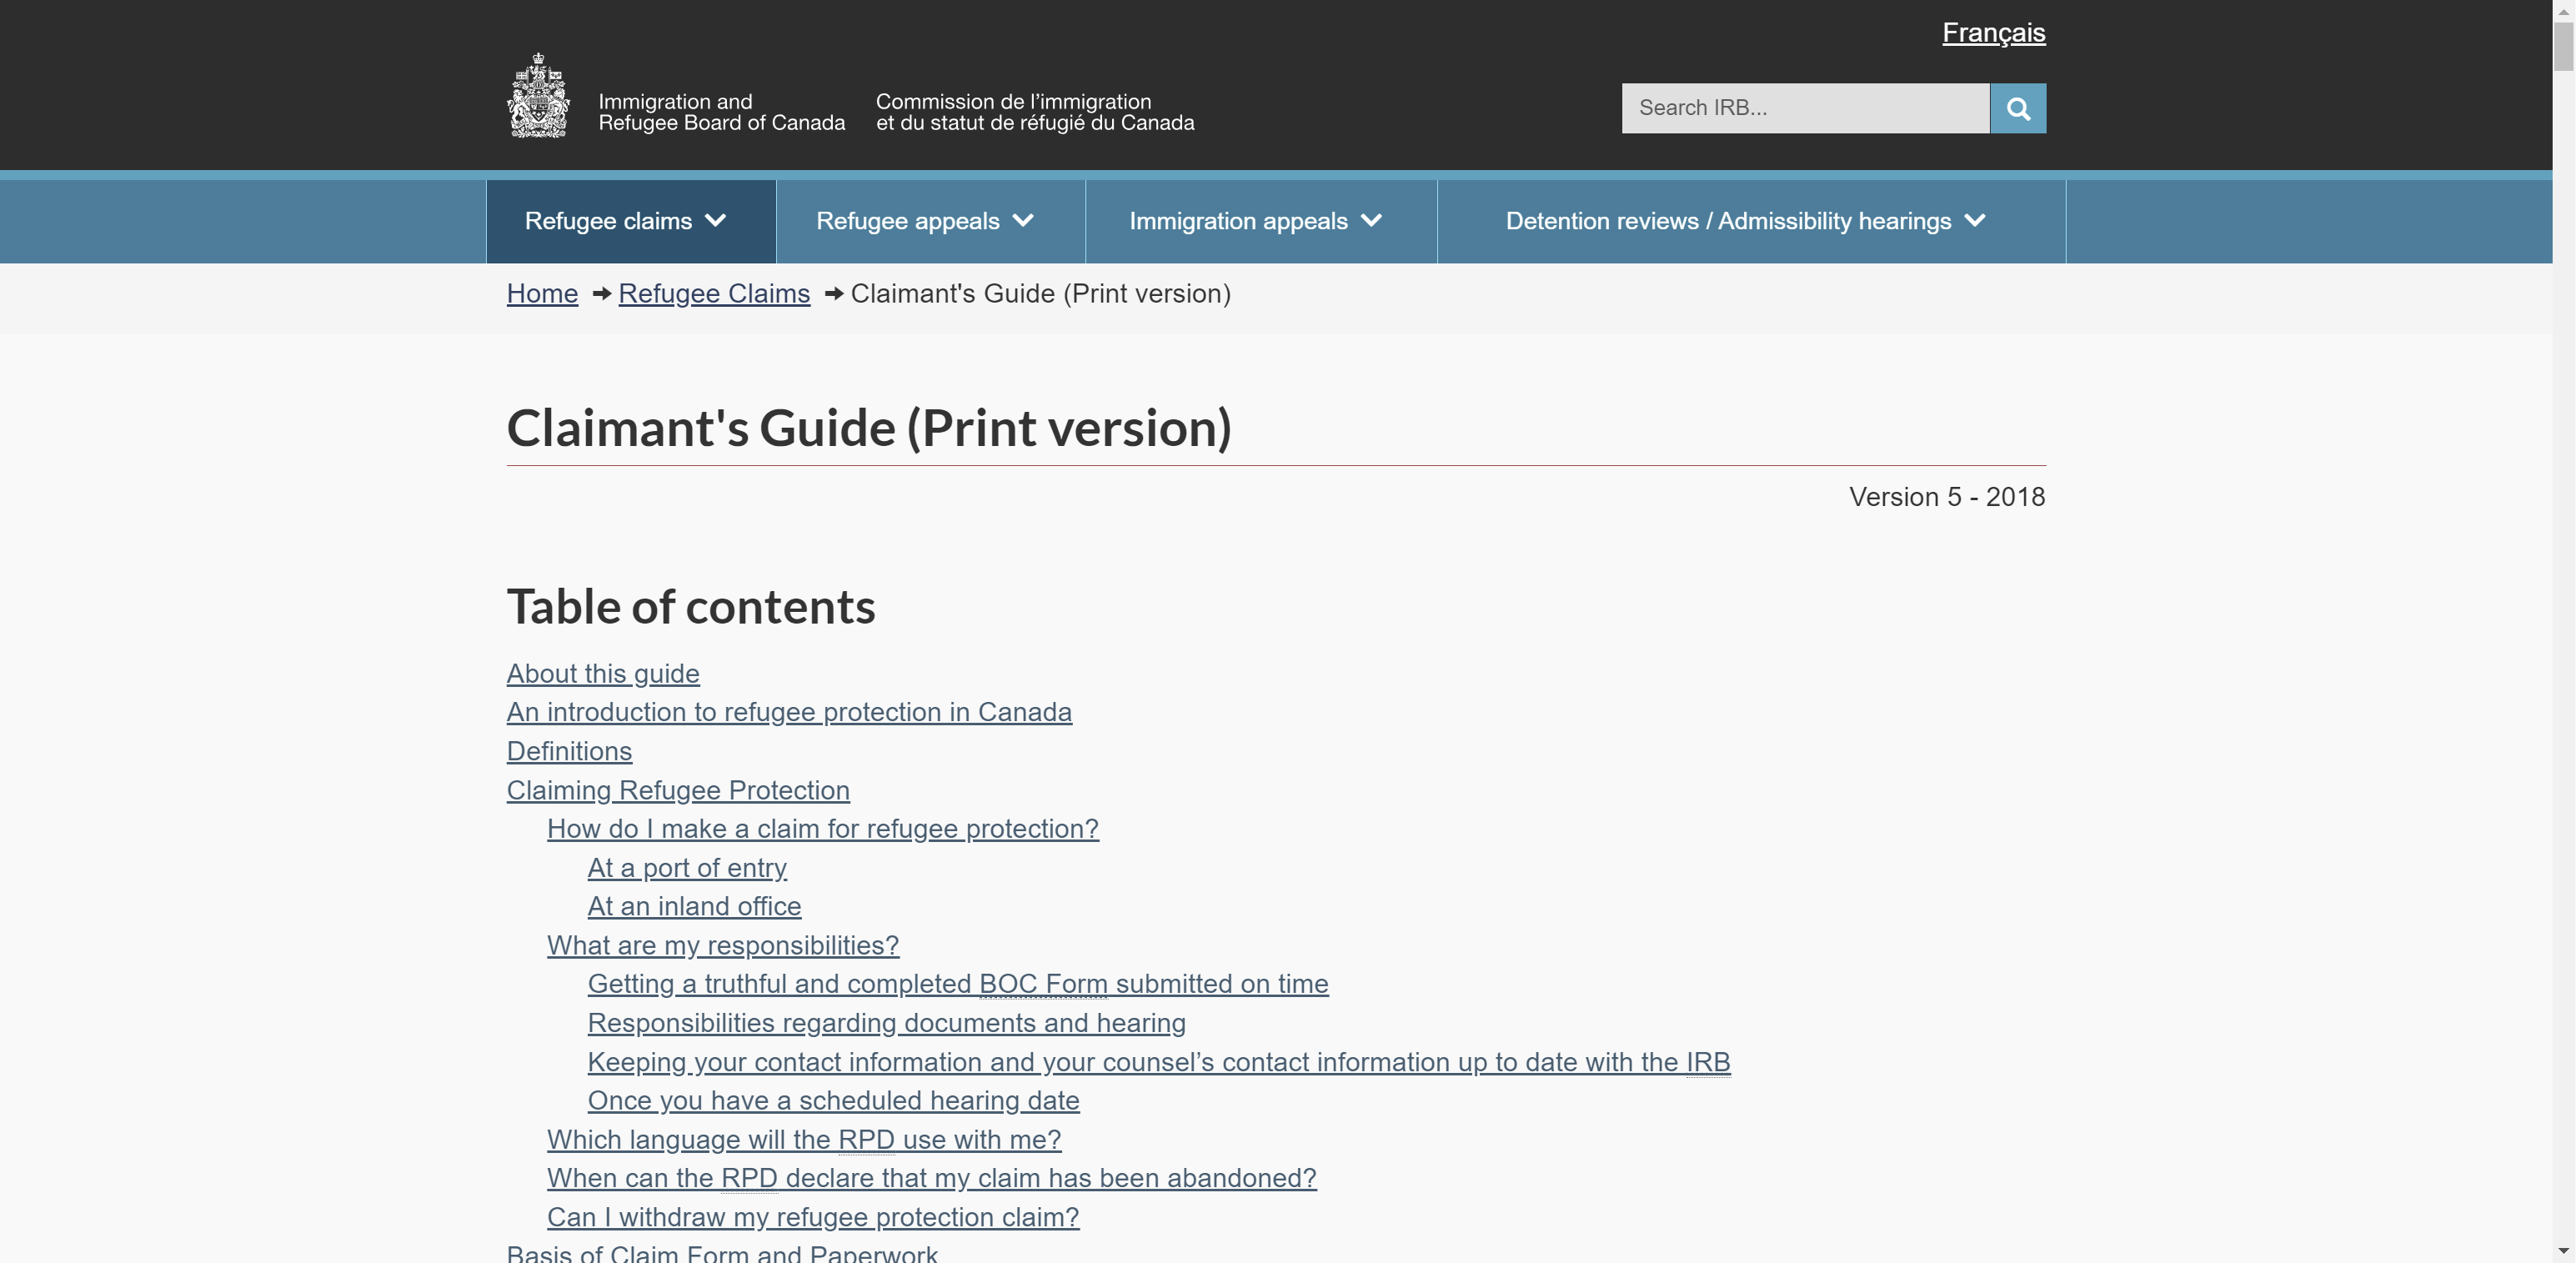 Français
Immigration and
Refugee Board of Canada
Commission de l'immigration
et du statut de réfugié du Canada
Search IRB...
Refugee claims
Refugee appeals
Immigration appeals
Detention reviews / Admissibility hearings
Home ➞ Refugee Claims ➞ Claimant's Guide (Print version)
Claimant's Guide (Print version)
Version 5 - 2018
Table of contents
About this guide
An introduction to refugee protection in Canada
Definitions
Claiming Refugee Protection
How do I make a claim for refugee protection?
At a port of entry
At an inland office
What are my responsibilities?
Getting a truthful and completed BOC Form submitted on time
Responsibilities regarding documents and hearing
Keeping your contact information and your counsel’s contact information up to date with the IRB
Once you have a scheduled hearing date
Which language will the RPD use with me?
When can the RPD declare that my claim has been abandoned?
Can I withdraw my refugee protection claim?
Basis of Claim Form and Paperwork